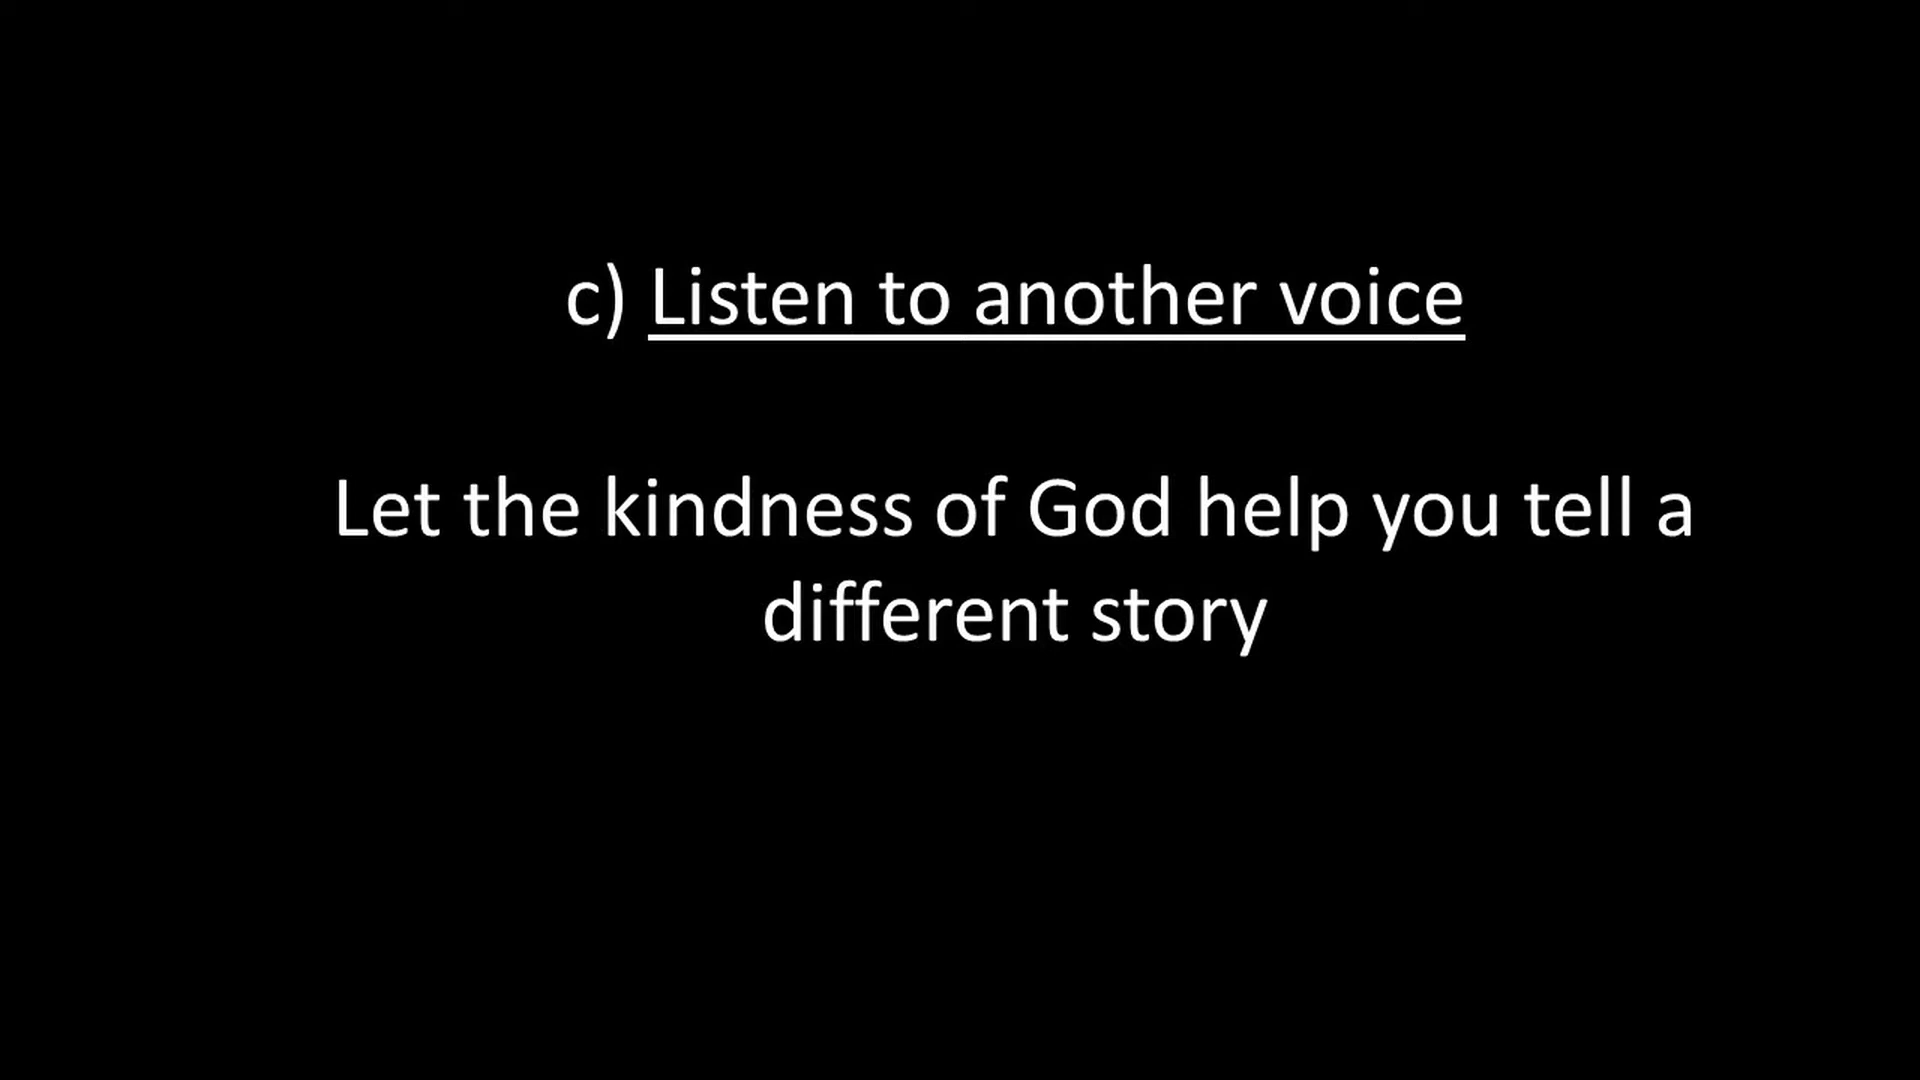 c) Listen to another voice
Let the kindness of God help you tell a
different story